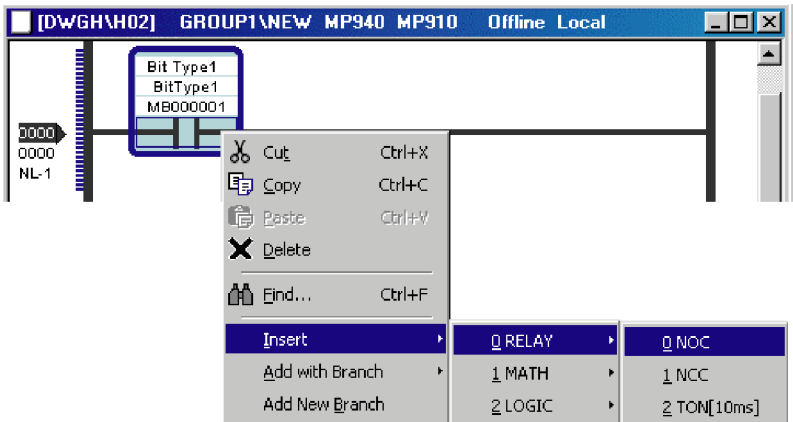 [DWGH\H02] GROUP1\NEW MP940 MP910 Offline Local
Bit Type1
BitType1
MB000001
0000
0000
NL-1
Cut Ctrl+X
Copy Ctrl+C
Paste Ctrl+V
Delete
Find... Ctrl+F
Insert
Add with Branch
Add New Branch
0 RELAY
1 MATH
2 LOGIC
0 NOC
1 NCC
2 TON[10ms]